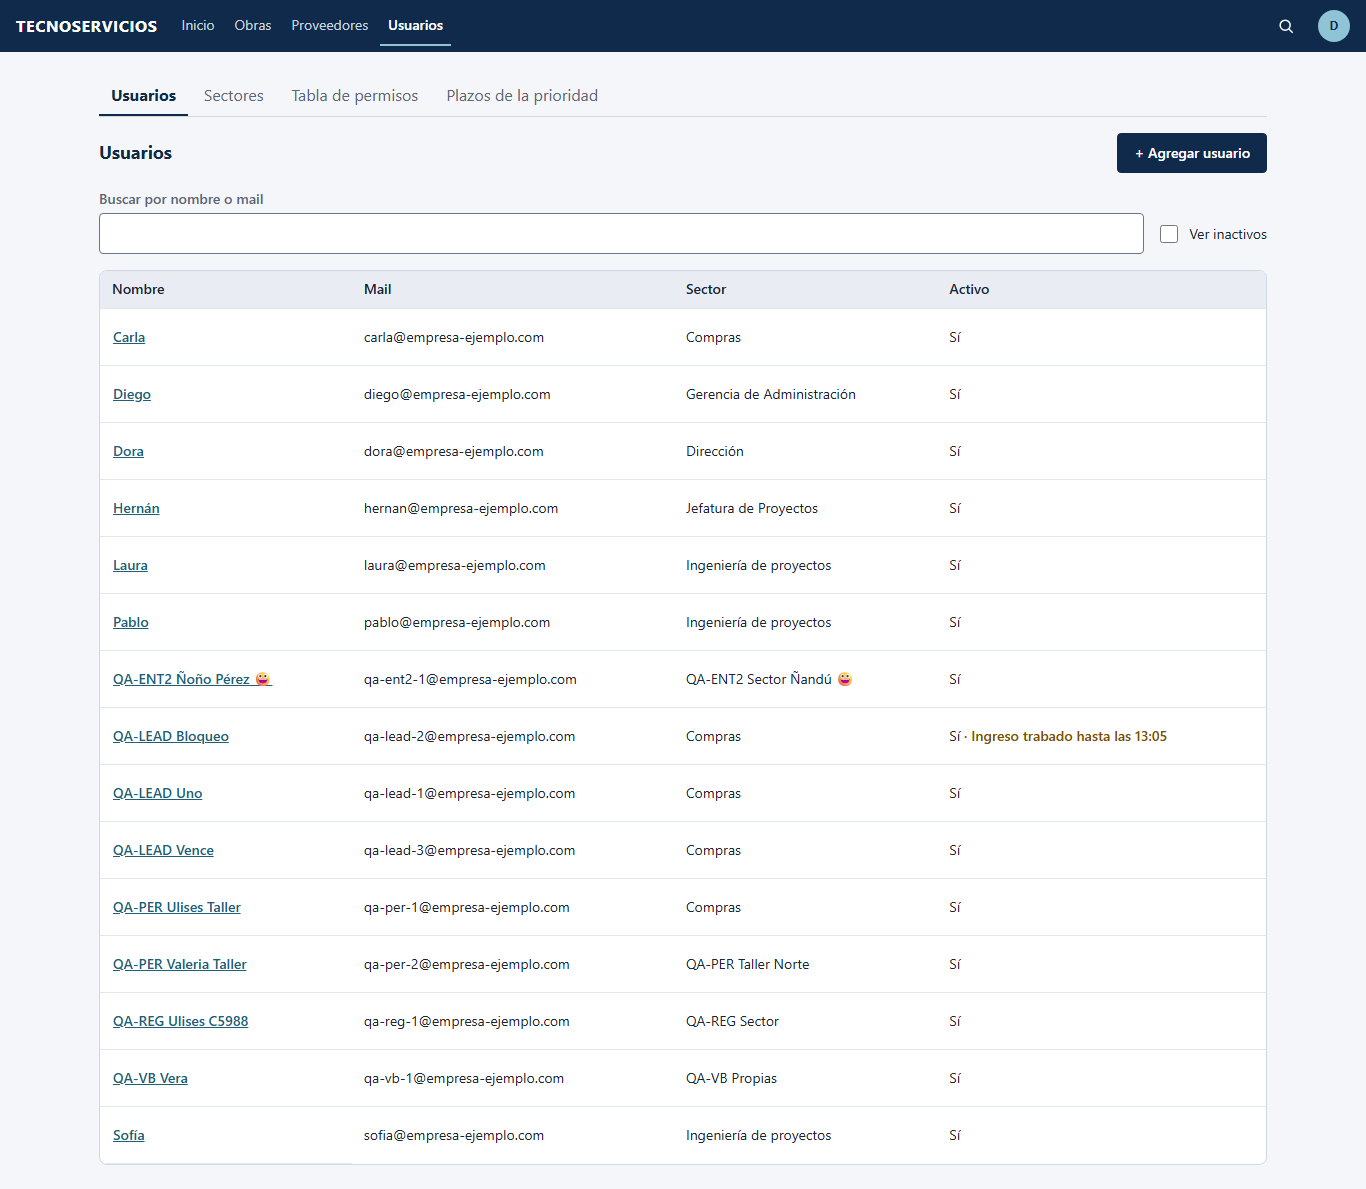 TECNOSERVICIOS Inicio Obras Proveedores Usuarios D
Usuarios Sectores Tabla de permisos Plazos de la prioridad
Usuarios + Agregar usuario
Buscar por nombre o mail
Ver inactivos
Nombre Mail Sector Activo
Carla carla@empresa-ejemplo.com Compras Sí
Diego diego@empresa-ejemplo.com Gerencia de Administración Sí
Dora dora@empresa-ejemplo.com Dirección Sí
Hernán hernan@empresa-ejemplo.com Jefatura de Proyectos Sí
Laura laura@empresa-ejemplo.com Ingeniería de proyectos Sí
Pablo pablo@empresa-ejemplo.com Ingeniería de proyectos Sí
QA-ENT2 Ñoño Pérez 😀 qa-ent2-1@empresa-ejemplo.com QA-ENT2 Sector Ñandú 😀 Sí
QA-LEAD Bloqueo qa-lead-2@empresa-ejemplo.com Compras Sí · Ingreso trabado hasta las 13:05
QA-LEAD Uno qa-lead-1@empresa-ejemplo.com Compras Sí
QA-LEAD Vence qa-lead-3@empresa-ejemplo.com Compras Sí
QA-PER Ulises Taller qa-per-1@empresa-ejemplo.com Compras Sí
QA-PER Valeria Taller qa-per-2@empresa-ejemplo.com QA-PER Taller Norte Sí
QA-REG Ulises C5988 qa-reg-1@empresa-ejemplo.com QA-REG Sector Sí
QA-VB Vera qa-vb-1@empresa-ejemplo.com QA-VB Propias Sí
Sofía sofia@empresa-ejemplo.com Ingeniería de proyectos Sí